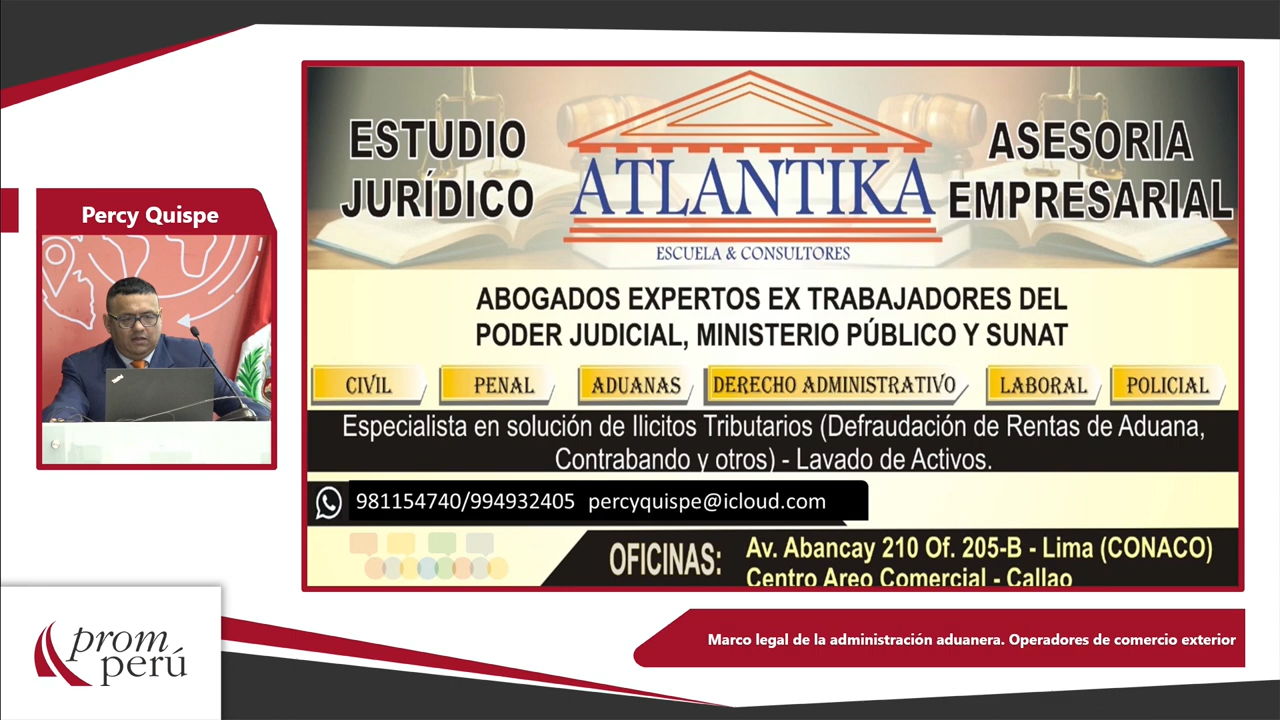 Percy Quispe
ESTUDIO
JURÍDICO
ATLANTIKA
ESCUELA & CONSULTORES
ASESORIA
EMPRESARIAL
ABOGADOS EXPERTOS EX TRABAJADORES DEL
PODER JUDICIAL, MINISTERIO PÚBLICO Y SUNAT
CIVIL
PENAL
ADUANAS
DERECHO ADMINISTRATIVO
LABORAL
POLICIAL
Especialista en solución de Ilicitos Tributarios (Defraudación de Rentas de Aduana,
Contrabando y otros) - Lavado de Activos.
981154740/994932405 percyquispe@icloud.com
OFICINAS:
Av. Abancay 210 Of. 205-B - Lima (CONACO)
Centro Areo Comercial - Callao
prom
perú
Marco legal de la administración aduanera. Operadores de comercio exterior